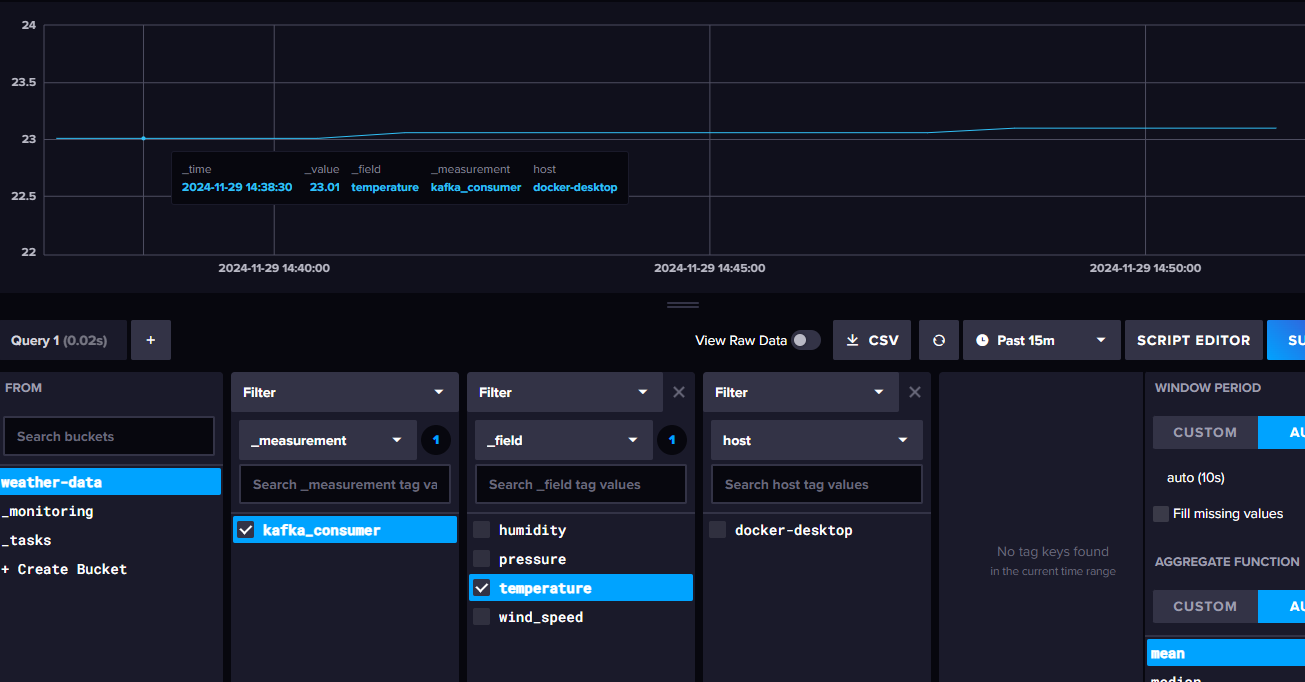 24
23.5
23
22.5
22
_time _value _field _measurement host
2024-11-29 14:38:30 23.01 temperature kafka_consumer docker-desktop
2024-11-29 14:40:00 2024-11-29 14:45:00 2024-11-29 14:50:00
Query 1 (0.02s) + View Raw Data CSV Past 15m SCRIPT EDITOR SU
FROM
Search buckets
weather-data
_monitoring
_tasks
+ Create Bucket
Filter
_measurement 1
Search _measurement tag va
kafka_consumer
Filter
_field 1
Search _field tag values
humidity
pressure
temperature
wind_speed
Filter
host
Search host tag values
docker-desktop
No tag keys found
in the current time range
WINDOW PERIOD
CUSTOM AU
auto (10s)
Fill missing values
AGGREGATE FUNCTION
CUSTOM AU
mean
median